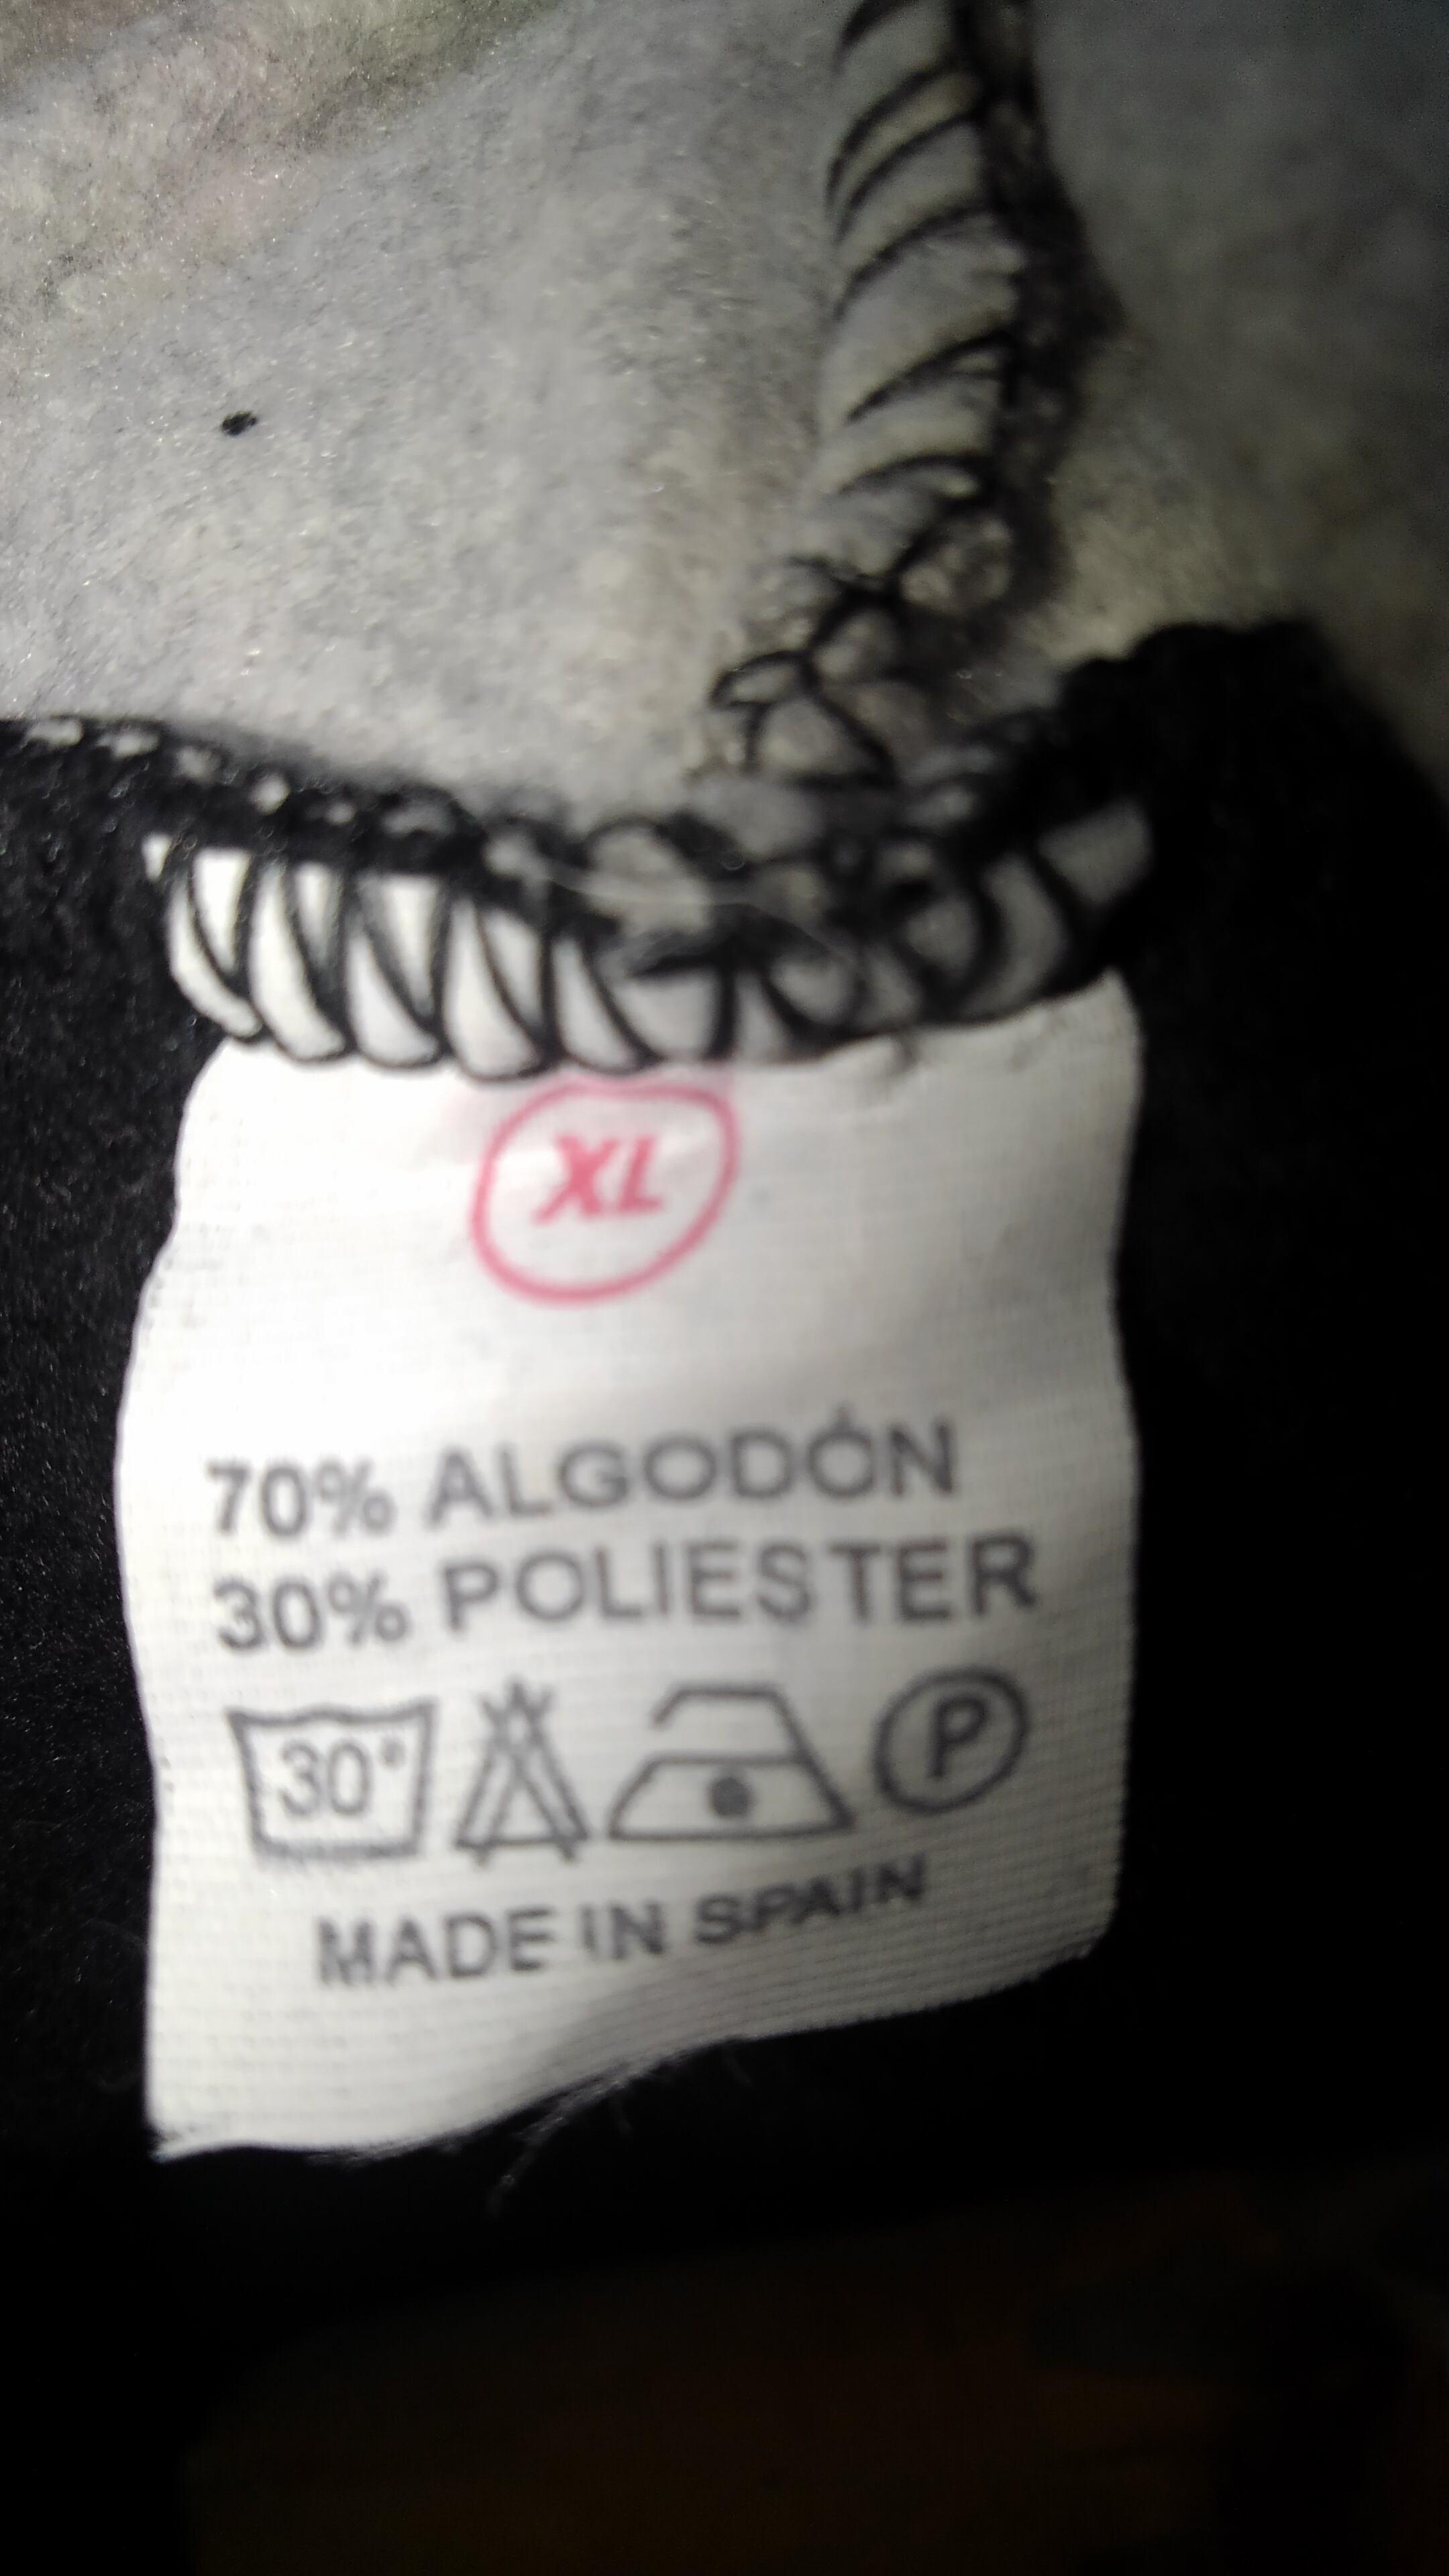 XL
70% ALGODÓN
30% POLIESTER
30° P
MADE IN SPAIN